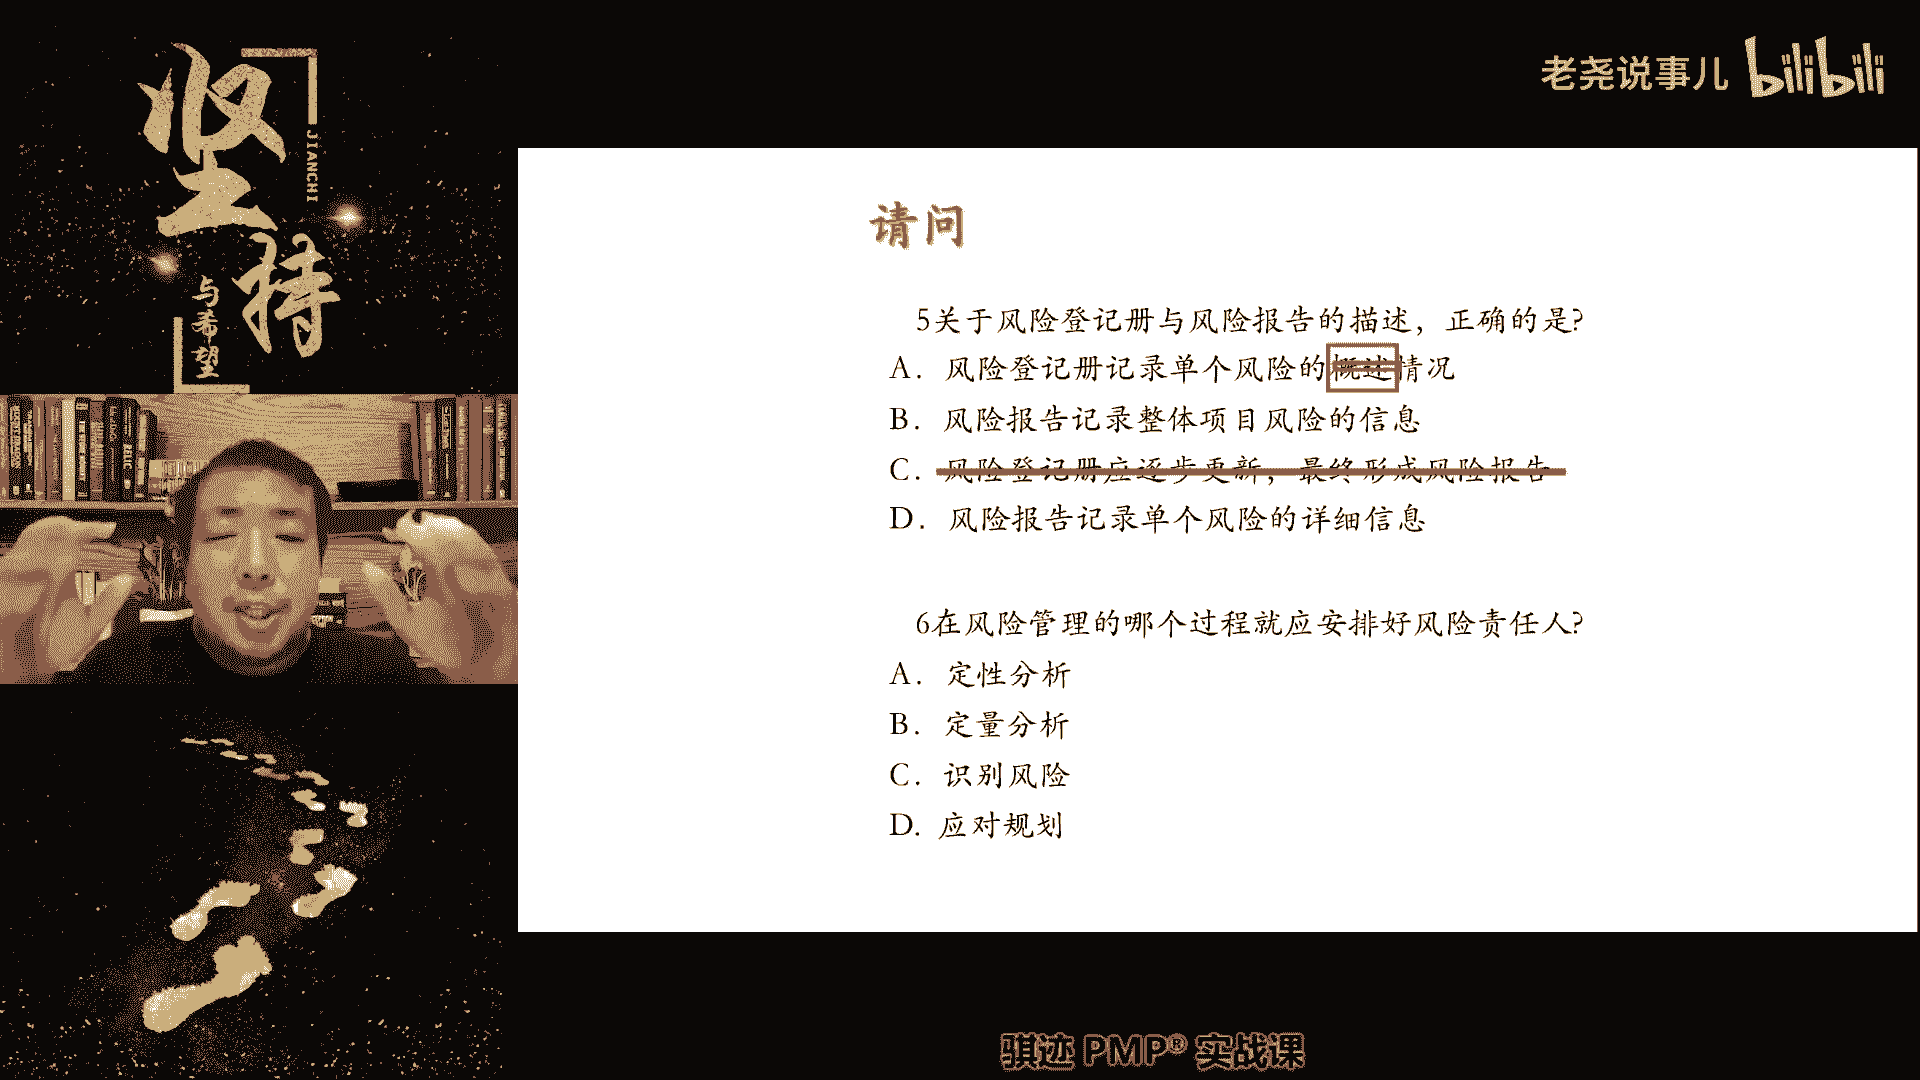 坚持
JIANCHI
与希望
老尧说事儿 bilibili
请问
5关于风险登记册与风险报告的描述，正确的是?
A. 风险登记册记录单个风险的概述情况
B. 风险报告记录整体项目风险的信息
C. 风险登记册应逐步更新，最终形成风险报告
D. 风险报告记录单个风险的详细信息
6在风险管理的哪个过程就应安排好风险责任人?
A. 定性分析
B. 定量分析
C. 识别风险
D. 应对规划
骐迹 PMP® 实战课